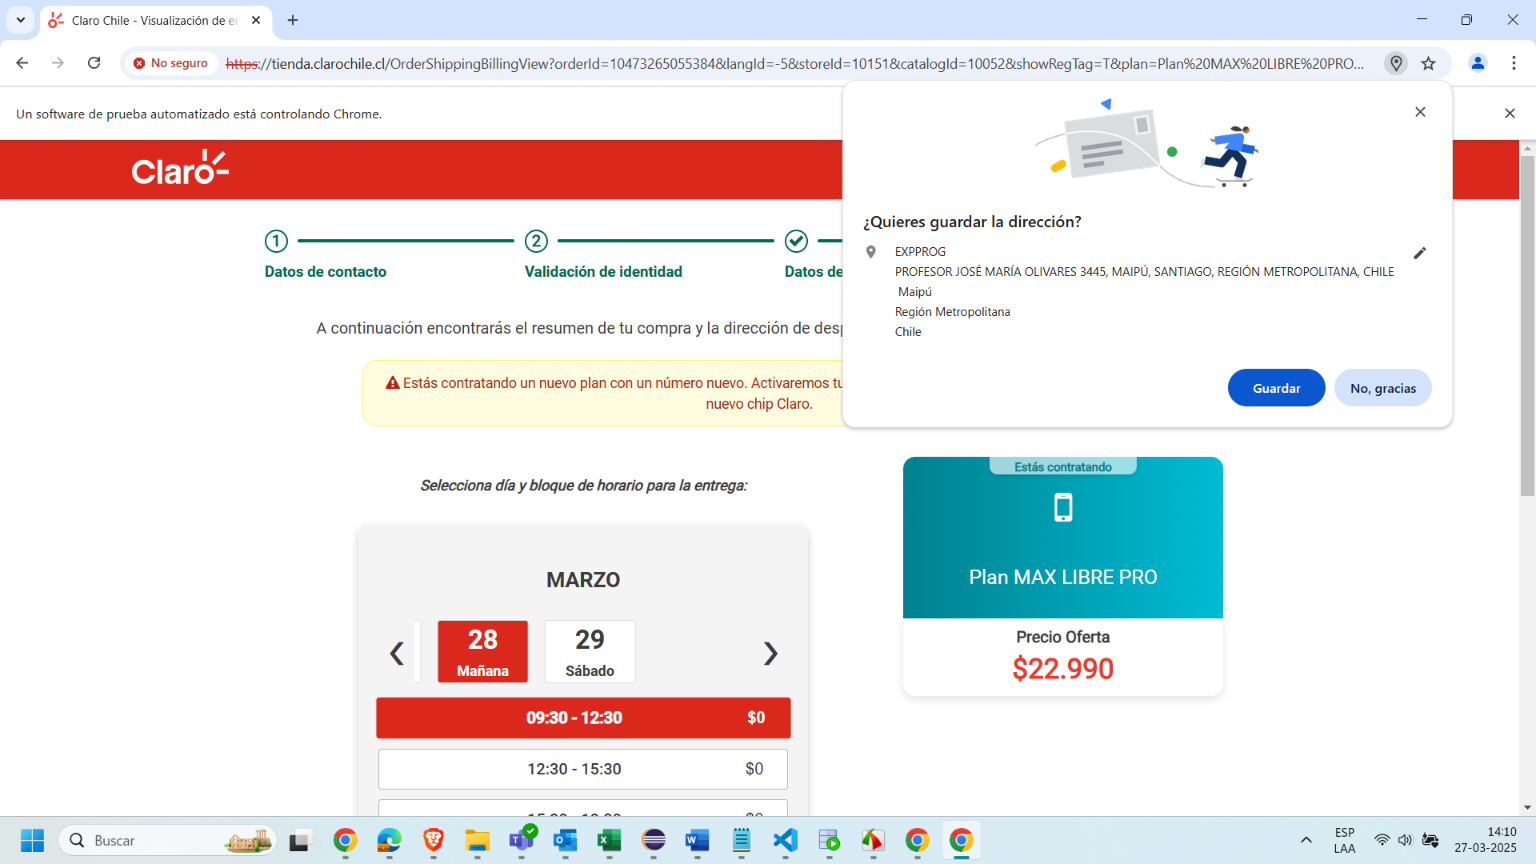 Claro Chile - Visualización de e
No seguro
https://tienda.clarochile.cl/OrderShippingBillingView?orderId=104732655055384&langId=-5&storeId=10151&catalogId=10052&showRegTag=T&plan=Plan%20MAX%20LIBRE%20PRO...
Un software de prueba automatizado está controlando Chrome.
Claro
¿Quieres guardar la dirección?
EXPPROG
PROFESOR JOSÉ MARÍA OLIVARES 3445, MAIPÚ, SANTIAGO, REGIÓN METROPOLITANA, CHILE
Maipú
Región Metropolitana
Chile
Guardar
No, gracias
1
2
Datos de contacto
Validación de identidad
Datos de
A continuación encontrarás el resumen de tu compra y la dirección de desp
Estás contratando un nuevo plan con un número nuevo. Activaremos tu
nuevo chip Claro.
Selecciona día y bloque de horario para la entrega:
MARZO
28
Mañana
29
Sábado
09:30 - 12:30 $0
12:30 - 15:30 $0
Estás contratando
Plan MAX LIBRE PRO
Precio Oferta
$22.990
Buscar
ESP
LAA
14:10
27-03-2025